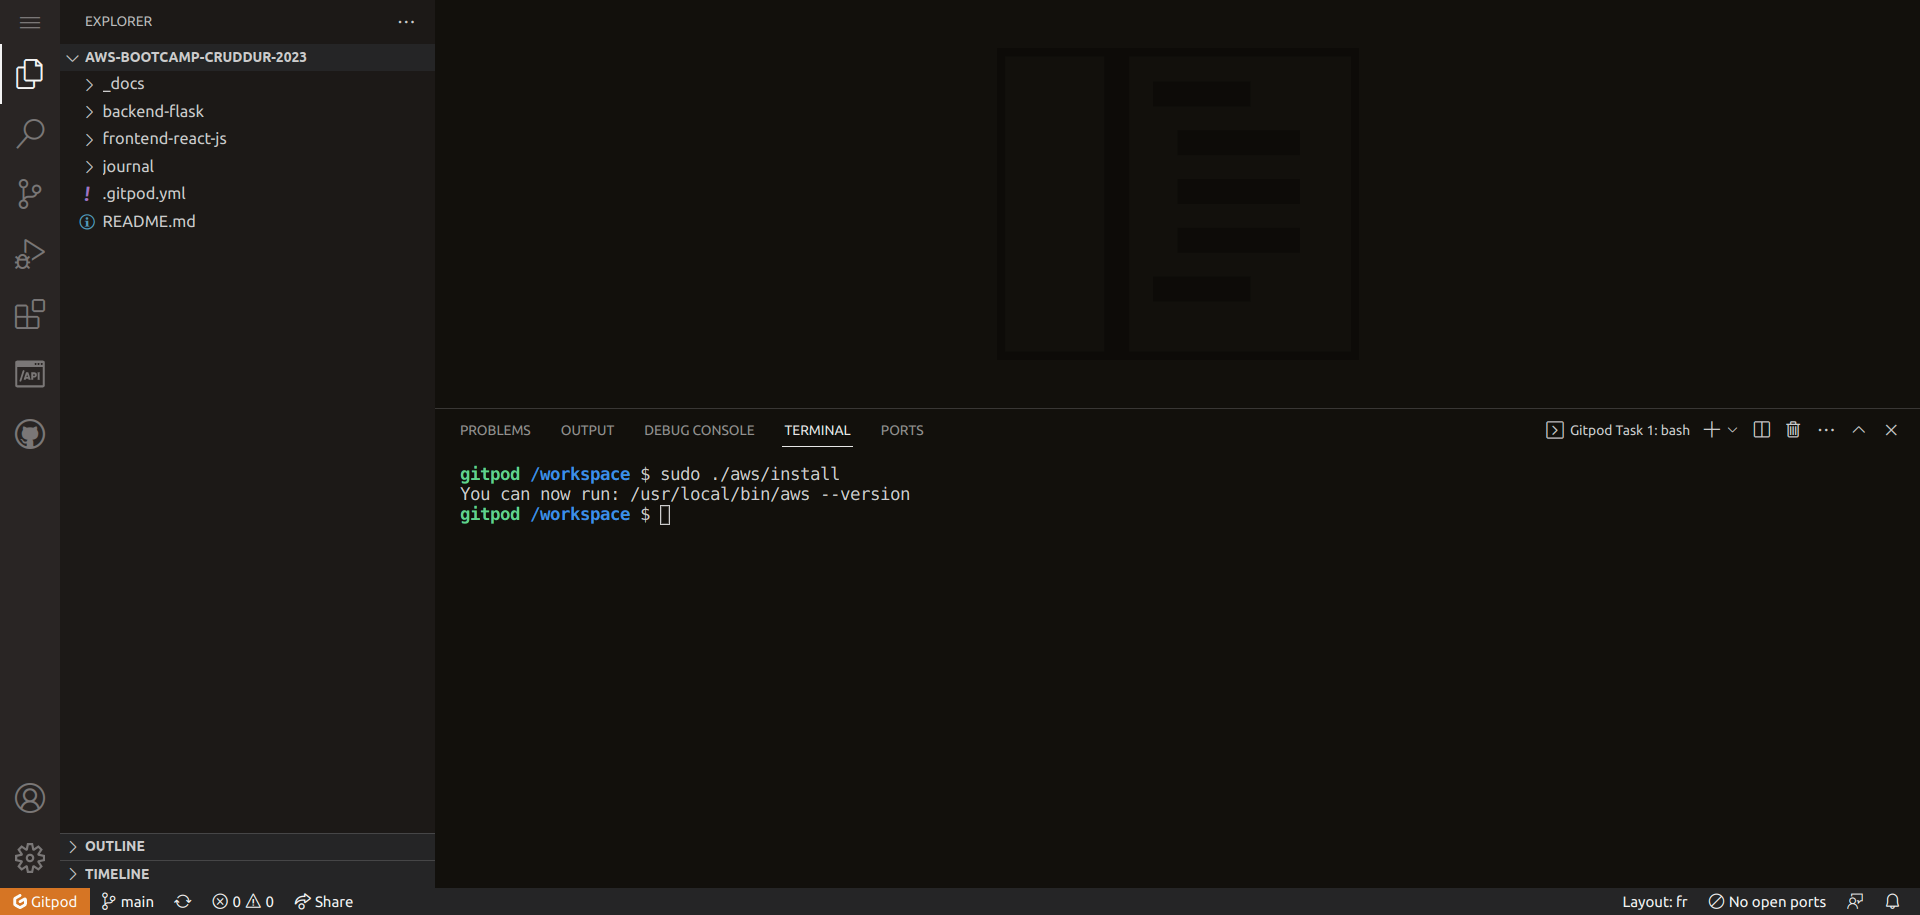 EXPLORER
AWS-BOOTCAMP-CRUDDUR-2023
_docs
backend-flask
frontend-react-js
journal
! .gitpod.yml
README.md
/API
OUTLINE
TIMELINE
PROBLEMS OUTPUT DEBUG CONSOLE TERMINAL PORTS Gitpod Task 1: bash
gitpod /workspace $ sudo ./aws/install
You can now run: /usr/local/bin/aws --version
gitpod /workspace $
Gitpod main 0 0 Share Layout: fr No open ports